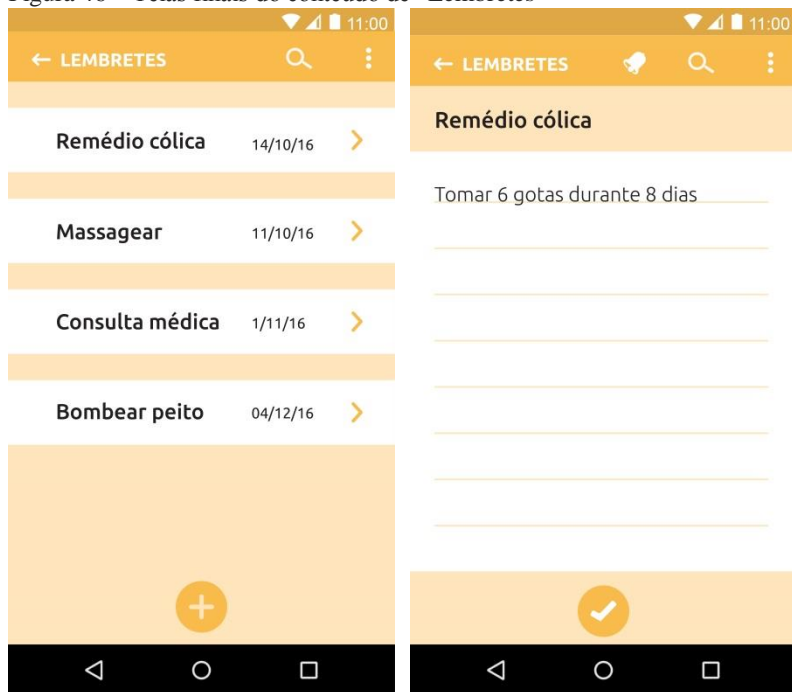 Figura 40 – Telas finais do conteúdo de "Lembretes"
11:00
← LEMBRETES
Remédio cólica 14/10/16
Massagear 11/10/16
Consulta médica 1/11/16
Bombear peito 04/12/16
11:00
← LEMBRETES
Remédio cólica
Tomar 6 gotas durante 8 dias